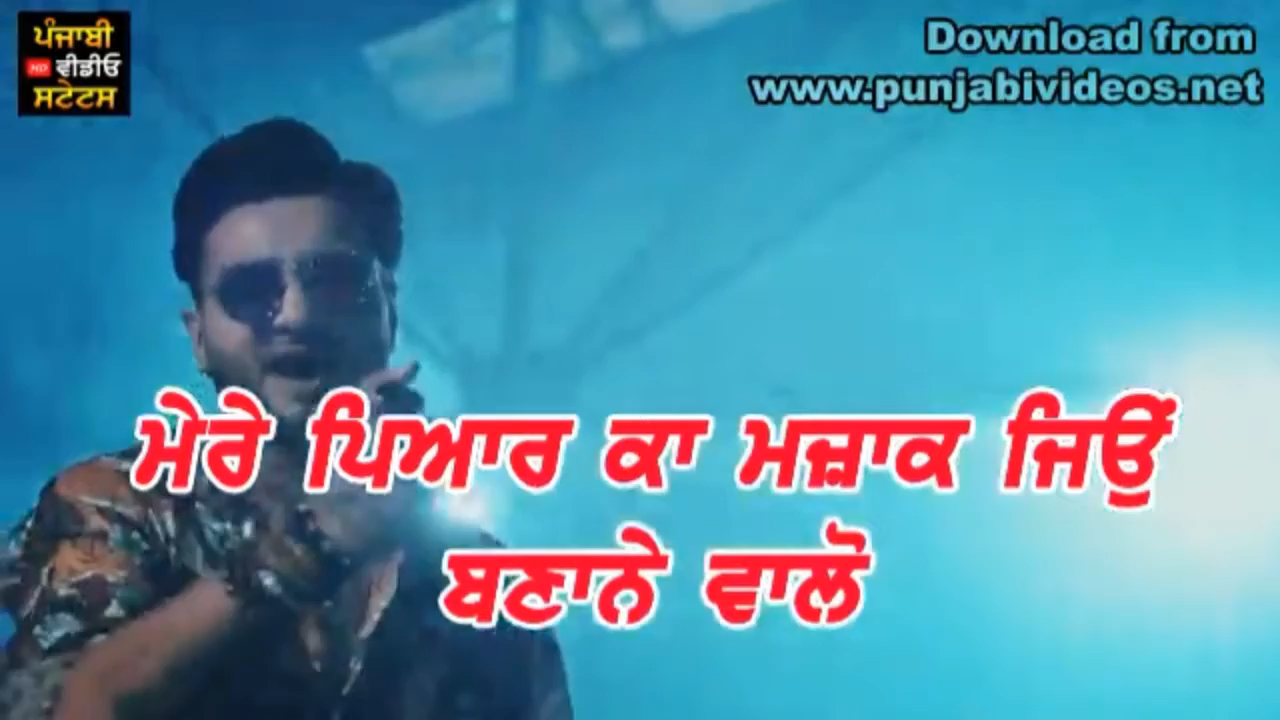 ਪੰਜਾਬੀ
HD ਵੀਡੀਓ
ਸਟੇਟਸ
Download from
www.punjabivideos.net
ਮੇਰੇ ਪਿਆਰ ਕਾ ਮਜ਼ਾਕ ਜਿਉਂ
ਬਣਾਨੇ ਵਾਲੋ